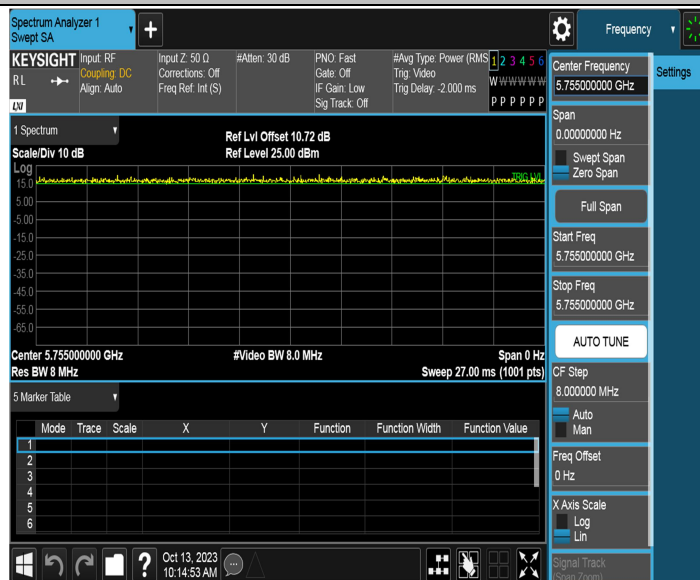 Spectrum Analyzer 1
Swept SA
+
Frequency
KEYSIGHT
RL
LXI
Input: RF
Coupling: DC
Align: Auto
Input Z: 50 Ω
Corrections: Off
Freq Ref: Int (S)
#Atten: 30 dB
PNO: Fast
Gate: Off
IF Gain: Low
Sig Track: Off
#Avg Type: Power (RMS
Trig: Video
Trig Delay: -2.000 ms
1 2 3 4 5 6
W W W W W W
P P P P P P
Center Frequency
5.755000000 GHz
Settings
Span
0.00000000 Hz
Swept Span
Zero Span
Full Span
Start Freq
5.755000000 GHz
Stop Freq
5.755000000 GHz
AUTO TUNE
CF Step
8.000000 MHz
Auto
Man
Freq Offset
0 Hz
X Axis Scale
Log
Lin
Signal Track
(Span Zoom)
1 Spectrum
Scale/Div 10 dB
Ref Lvl Offset 10.72 dB
Ref Level 25.00 dBm
Log
15.0
TRIG LVL
5.00
-5.00
-15.0
-25.0
-35.0
-45.0
-55.0
-65.0
Center 5.755000000 GHz
#Video BW 8.0 MHz
Span 0 Hz
Res BW 8 MHz
Sweep 27.00 ms (1001 pts)
5 Marker Table
Mode Trace Scale X Y Function Function Width Function Value
1
2
3
4
5
6
?
Oct 13, 2023
10:14:53 AM